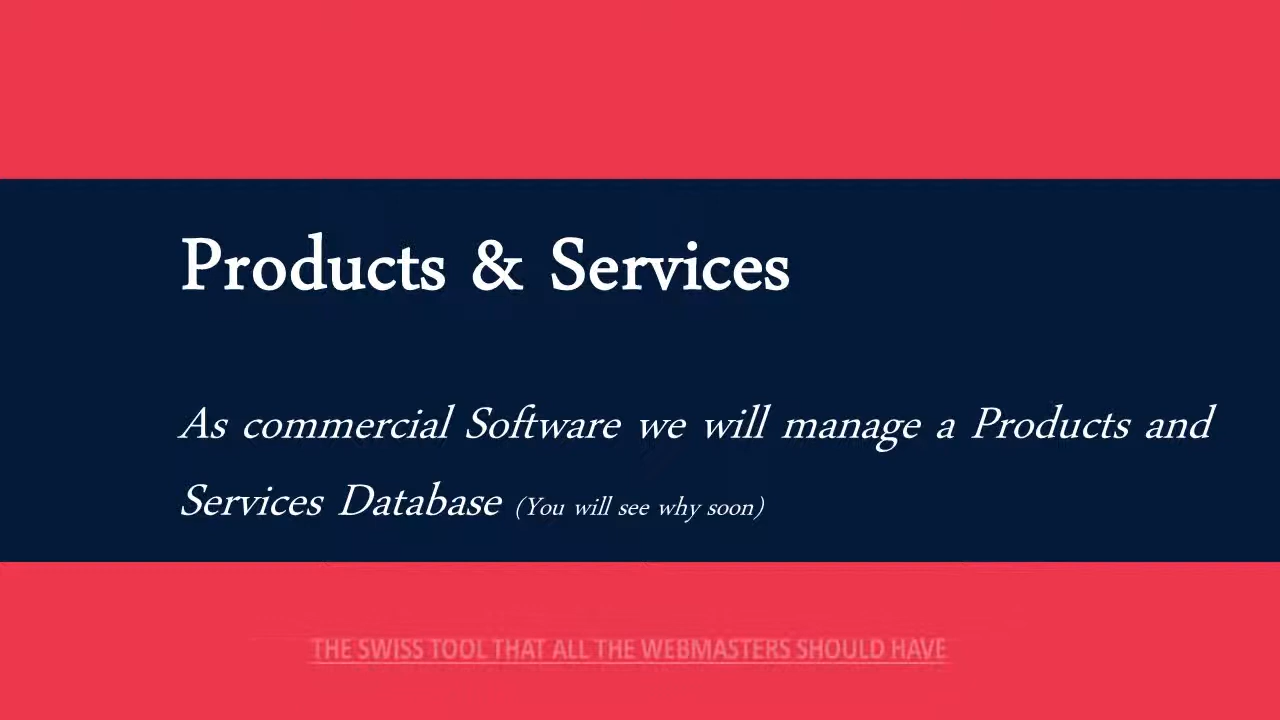 Products & Services
As commercial Software we will manage a Products and
Services Database (You will see why soon)
THE SWISS TOOL THAT ALL THE WEBMASTERS SHOULD HAVE